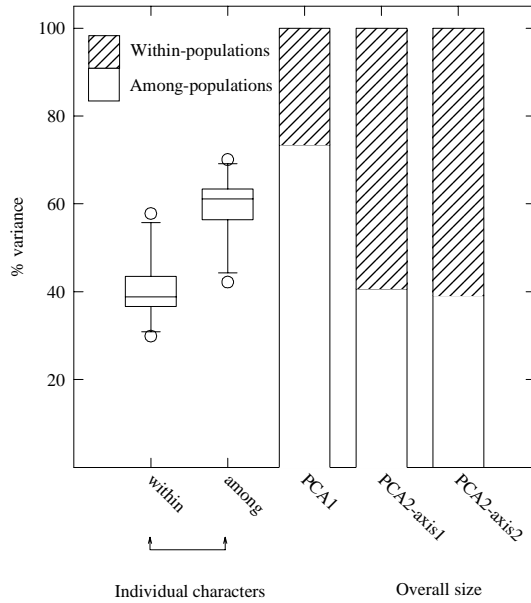 100
80
60
40
20
% variance
Within-populations
Among-populations
within
among
PCA1
PCA2-axis1
PCA2-axis2
Individual characters
Overall size